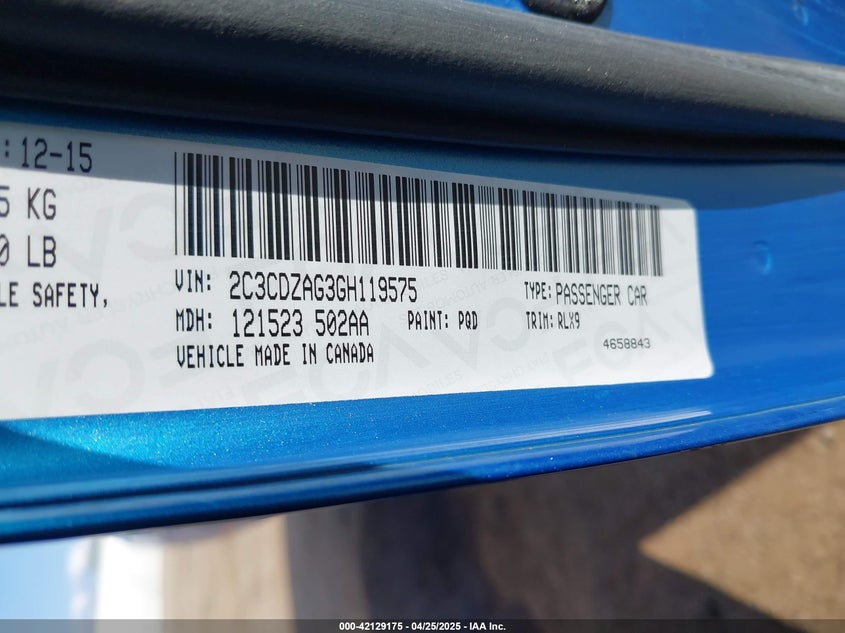 : 12-15
5 KG
0 LB
LE SAFETY,
VIN: 2C3CDZAG3GH119575 TYPE: PASSENGER CAR
MDH: 121523 502AA PAINT: PQD TRIM: RLX9
VEHICLE MADE IN CANADA 4658843
000-42129175 - 04/25/2025 - IAA Inc.